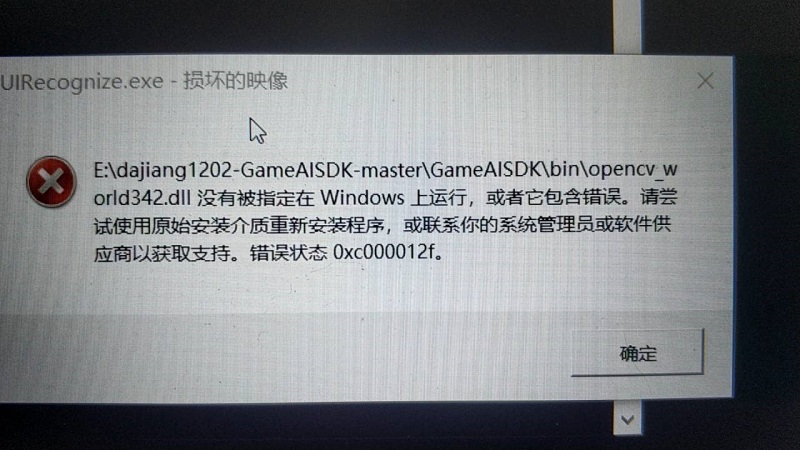 UIRecognize.exe - 损坏的映像
E:\dajiang1202-GameAISDK-master\GameAISDK\bin\opencv_w
orld342.dll 没有被指定在 Windows 上运行，或者它包含错误。请尝
试使用原始安装介质重新安装程序，或联系你的系统管理员或软件供
应商以获取支持。错误状态 0xc000012f。
确定